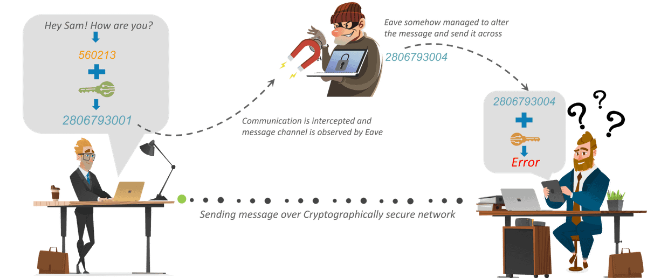 Hey Sam! How are you?
560213
2806793001
Eave somehow managed to alter
the message and send it across
2806793004
Communication is intercepted and
message channel is observed by Eave
2806793004
Error
Sending message over Cryptographically secure network